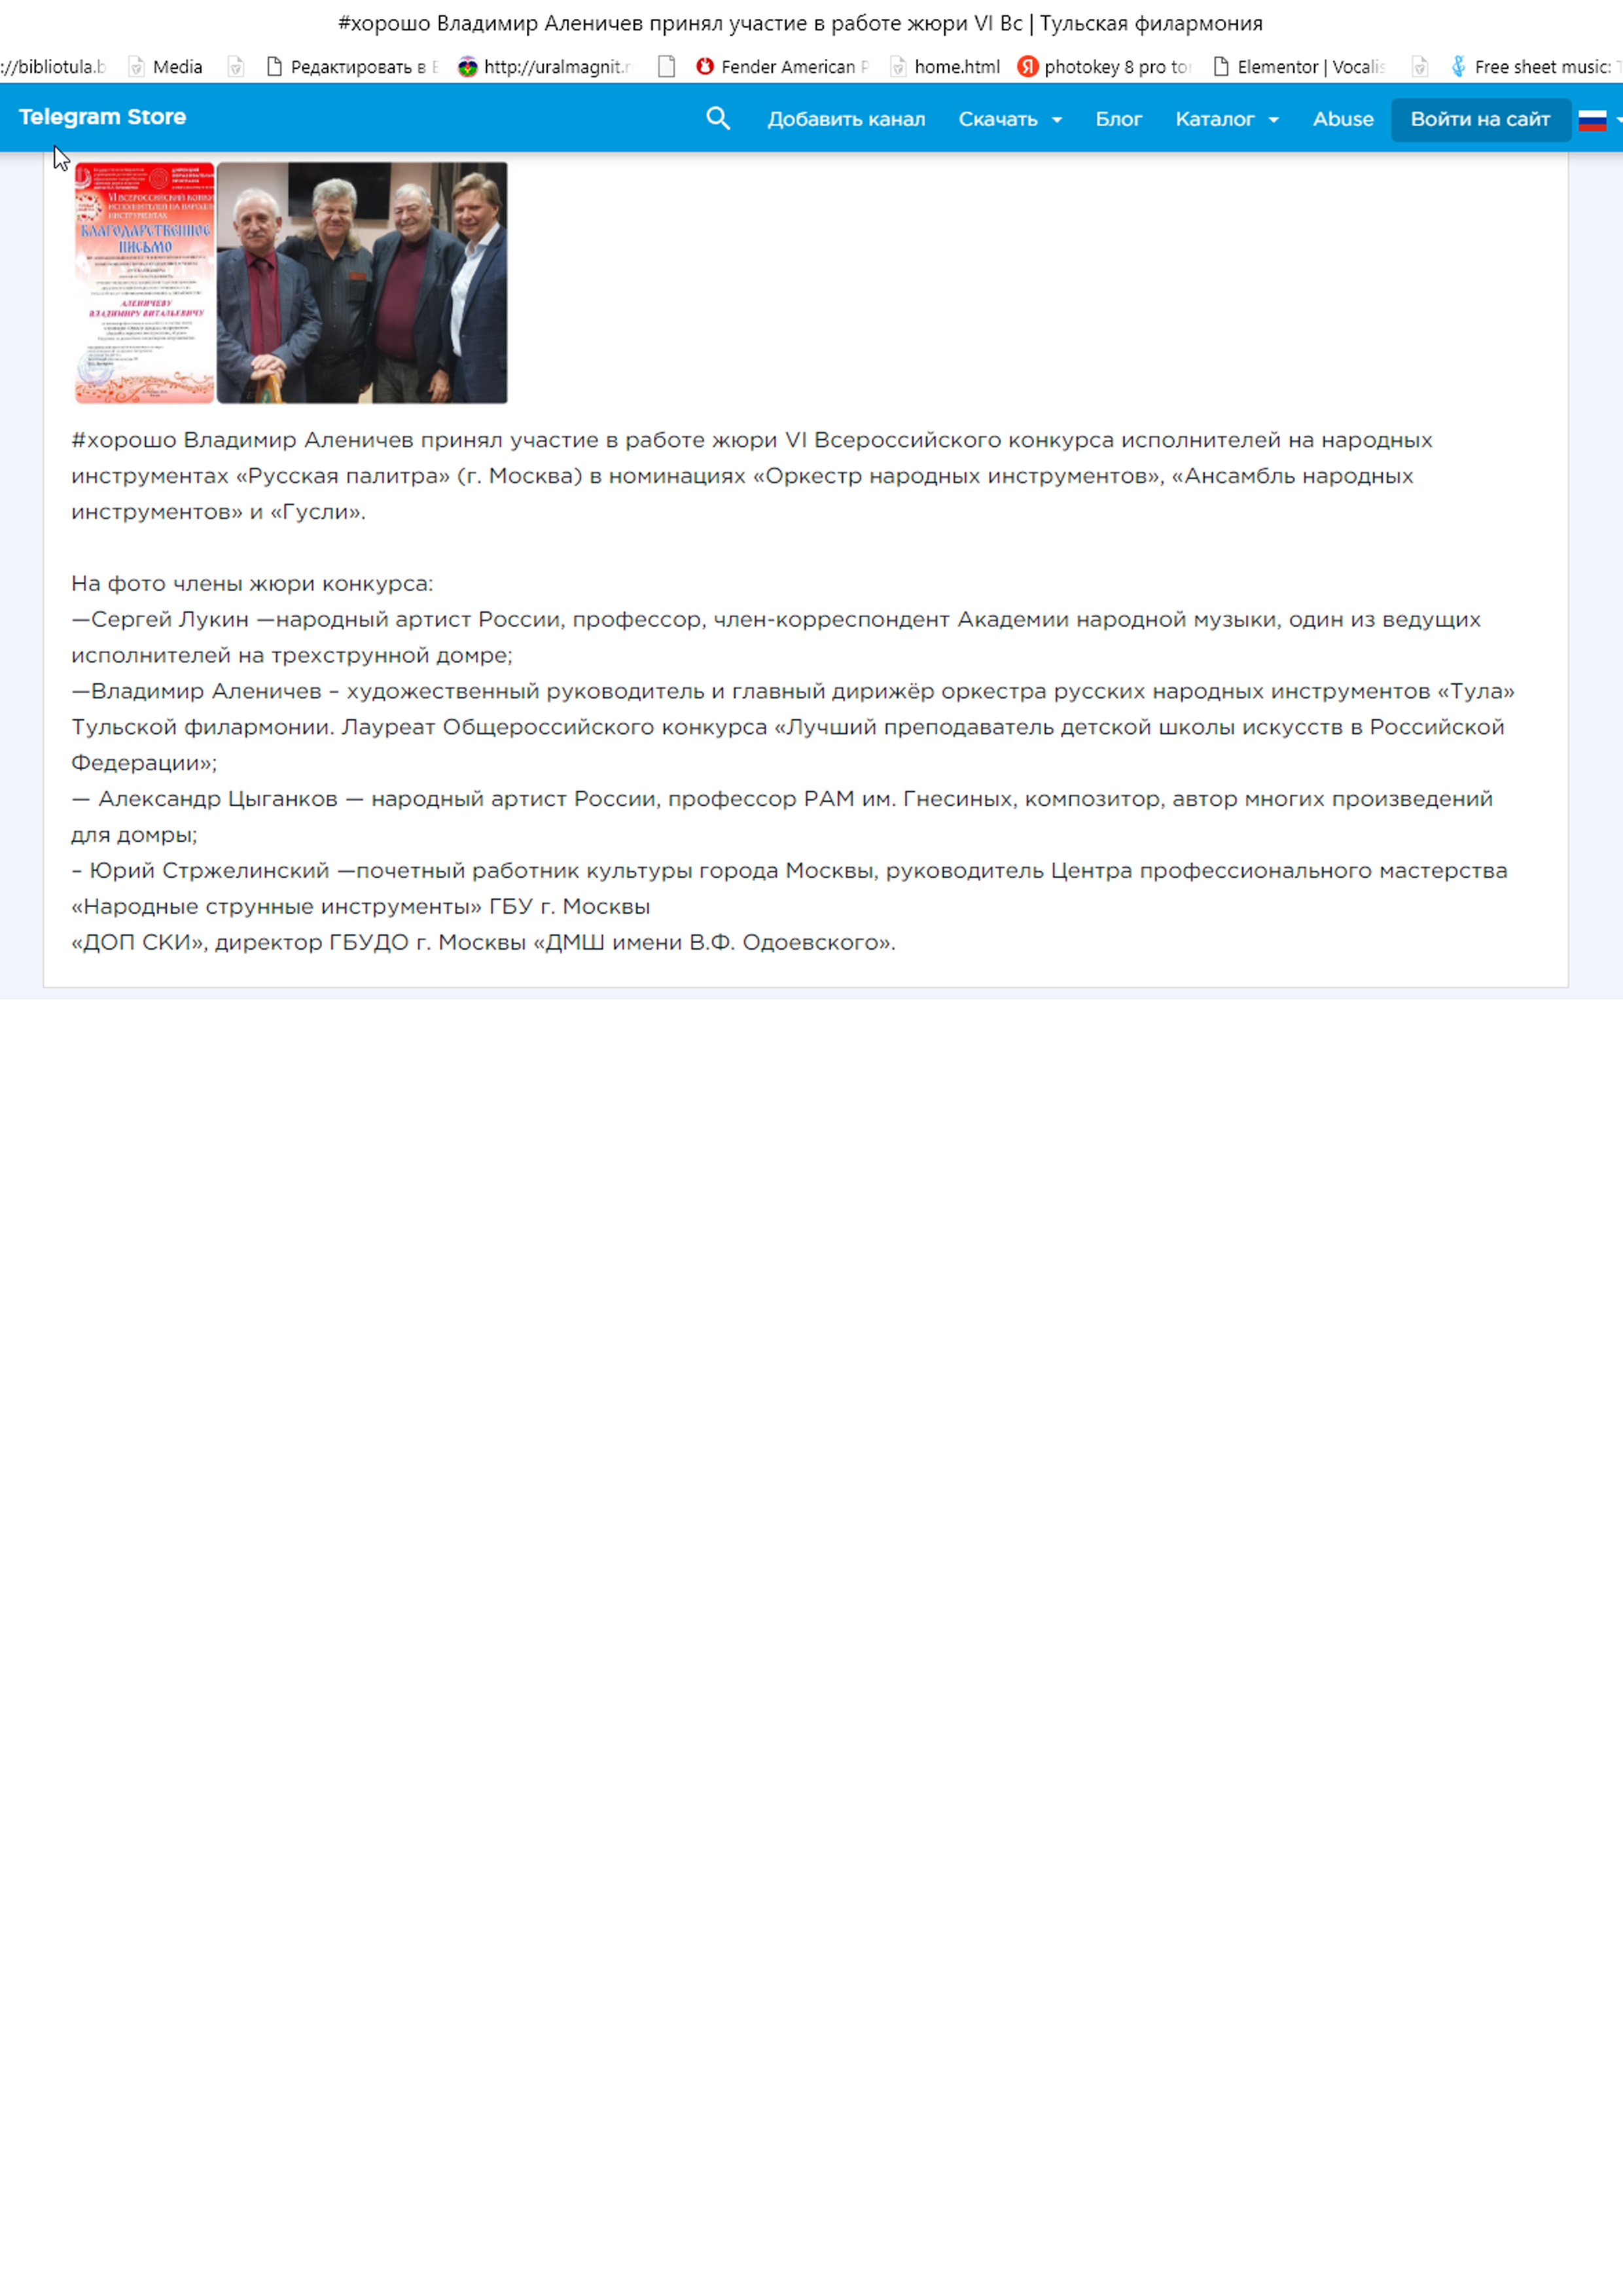 #хорошо Владимир Аленичев принял участие в работе жюри VI Вс | Тульская филармония
://bibliotula.b Media Редактировать в http://uralmagnit.r Fender American P home.html photokey 8 pro tor Elementor | Vocalis Free sheet music:
Telegram Store Добавить канал Скачать Блог Каталог Abuse Войти на сайт
VI ВСЕРОССИЙСКИЙ КОНКУ
ИСПОЛНИТЕЛЕЙ НА НАРОДН
ИНСТРУМЕНТАХ
БЛАГОДАРСТВЕННОЕ
ПИСЬМО
АЛЕНИЧЕВУ
ВЛАДИМИРУ ВИТАЛЬЕВИЧУ
#хорошо Владимир Аленичев принял участие в работе жюри VI Всероссийского конкурса исполнителей на народных
инструментах «Русская палитра» (г. Москва) в номинациях «Оркестр народных инструментов», «Ансамбль народных
инструментов» и «Гусли».
На фото члены жюри конкурса:
—Сергей Лукин —народный артист России, профессор, член-корреспондент Академии народной музыки, один из ведущих
исполнителей на трехструнной домре;
—Владимир Аленичев – художественный руководитель и главный дирижёр оркестра русских народных инструментов «Тула»
Тульской филармонии. Лауреат Общероссийского конкурса «Лучший преподаватель детской школы искусств в Российской
Федерации»;
— Александр Цыганков — народный артист России, профессор РАМ им. Гнесиных, композитор, автор многих произведений
для домры;
– Юрий Стржелинский —почетный работник культуры города Москвы, руководитель Центра профессионального мастерства
«Народные струнные инструменты» ГБУ г. Москвы
«ДОП СКИ», директор ГБУДО г. Москвы «ДМШ имени В.Ф. Одоевского».